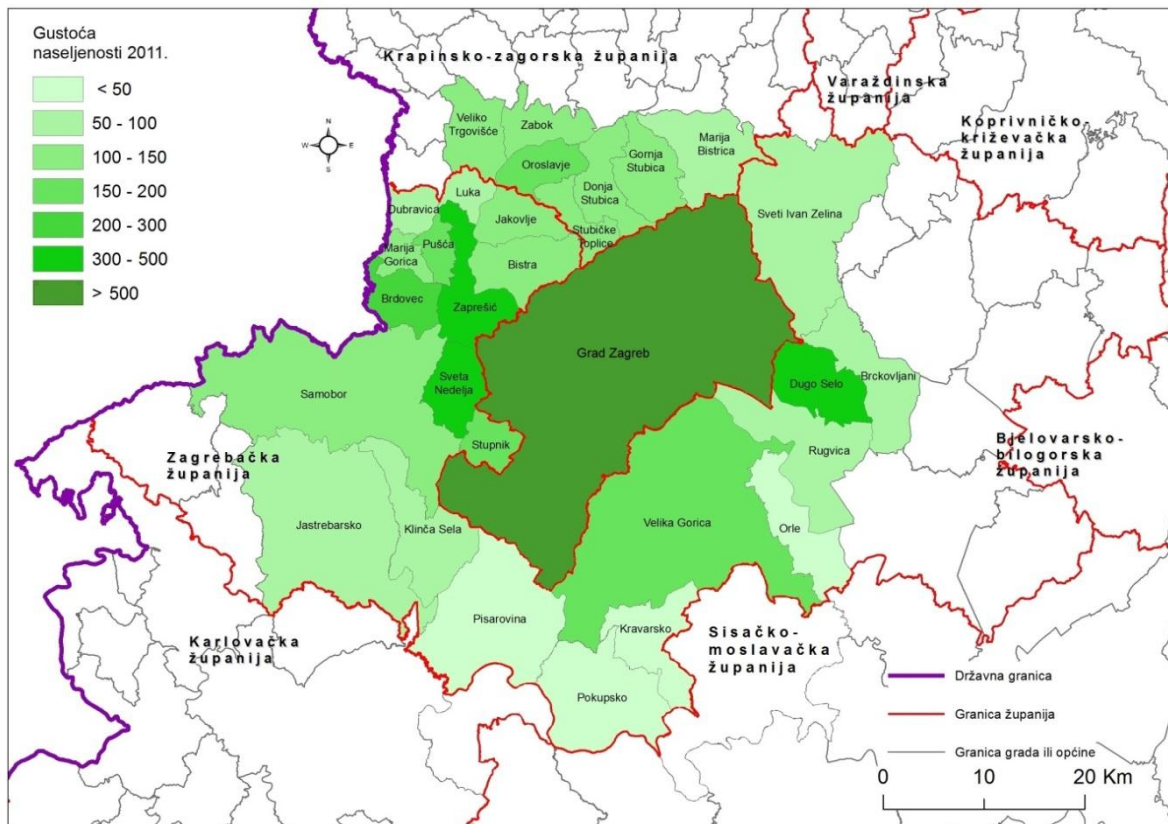 Gustoća
naseljenosti 2011.
< 50
50 - 100
100 - 150
150 - 200
200 - 300
300 - 500
> 500
N
W E
S
Krapinsko-zagorska županija
Varaždinska
županija
Koprivničko-
križevačka
županija
Veliko
Trgovišće
Zabok
Marija
Bistrica
Oroslavje
Gornja
Stubica
Donja
Stubica
Luka
Dubravica
Jakovlje
Stubičke
Toplice
Sveti Ivan Zelina
Marija
Gorica
Pušća
Bistra
Brdovec
Zaprešić
Grad Zagreb
Sveta
Nedelja
Samobor
Dugo Selo
Brckovljani
Stupnik
Rugvica
Zagrebačka
županija
Bjelovarsko-
bilogorska
županija
Jastrebarsko
Klinča Sela
Velika Gorica
Orle
Pisarovina
Kravarsko
Karlovačka
županija
Sisačko-
moslavačka
županija
Pokupsko
Državna granica
Granica županija
Granica grada ili općine
0 10 20 Km